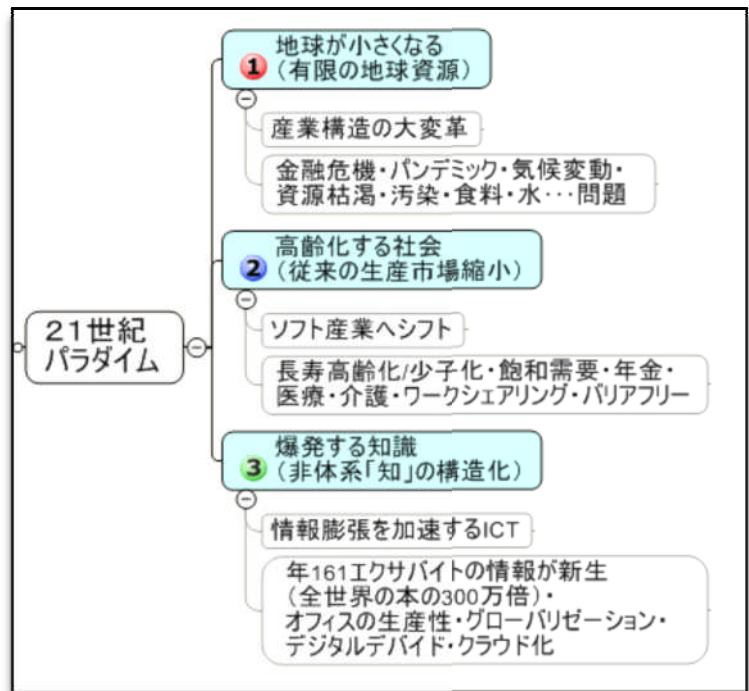 地球が小さくなる
1 (有限の地球資源)
産業構造の大変革
金融危機・パンデミック・気候変動・
資源枯渇・汚染・食料・水・・・問題
高齢化する社会
2 (従来の生産市場縮小)
21世紀
パラダイム
ソフト産業へシフト
長寿高齢化/少子化・飽和需要・年金・
医療・介護・ワークシェアリング・バリアフリー
爆発する知識
3 (非体系「知」の構造化)
情報膨張を加速するICT
年161エクサバイトの情報が新生
(全世界の本の300万倍)・
オフィスの生産性・グローバリゼーション・
デジタルデバイド・クラウド化